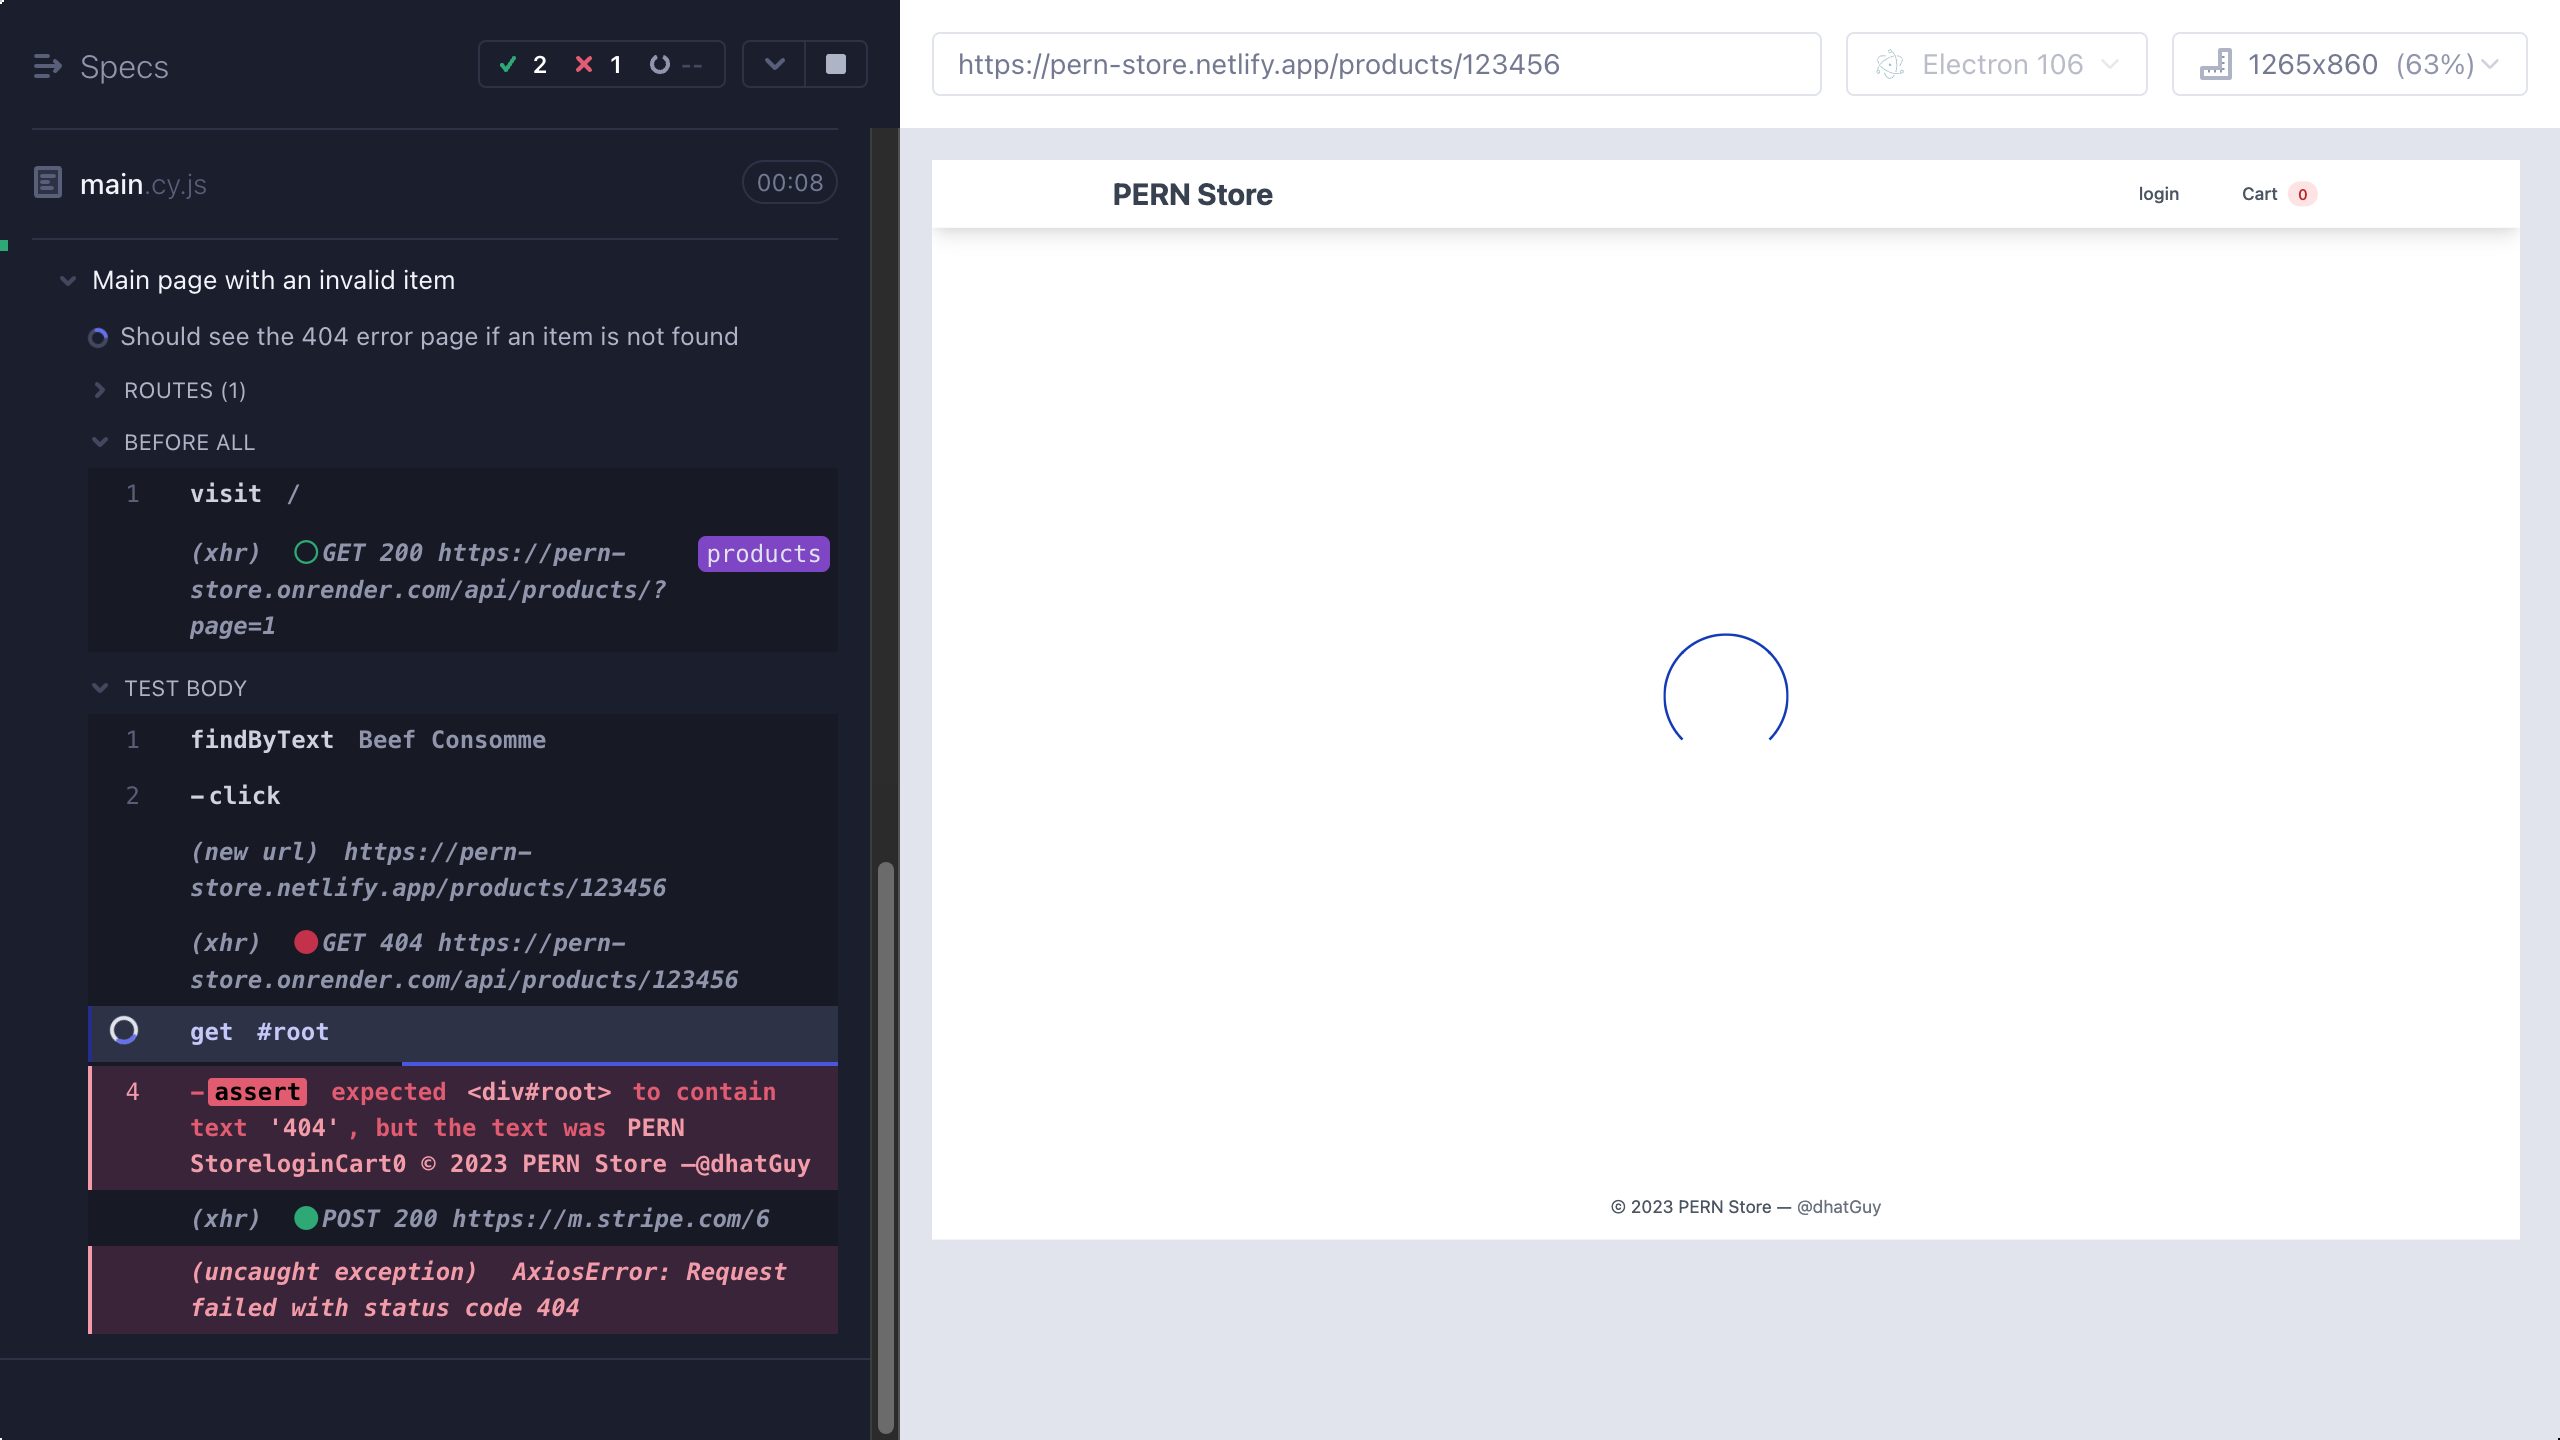 Specs
2
1
--
main.cy.js
00:08
Main page with an invalid item
Should see the 404 error page if an item is not found
ROUTES (1)
BEFORE ALL
1 visit /
(xhr) GET 200 https://pern-
store.onrender.com/api/products/?
page=1
products
TEST BODY
1 findByText Beef Consomme
2 -click
(new url) https://pern-
store.netlify.app/products/123456
(xhr) GET 404 https://pern-
store.onrender.com/api/products/123456
get #root
4 -assert expected <div#root> to contain
text '404', but the text was PERN
StoreloginCart0 © 2023 PERN Store —@dhatGuy
(xhr) POST 200 https://m.stripe.com/6
(uncaught exception) AxiosError: Request
failed with status code 404
https://pern-store.netlify.app/products/123456
Electron 106
1265x860 (63%)
PERN Store
login
Cart 0
© 2023 PERN Store — @dhatGuy